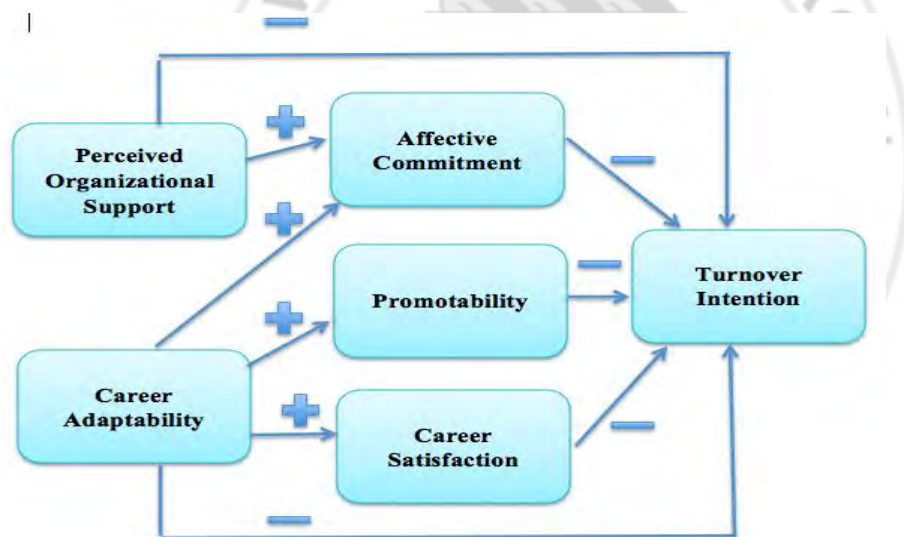 Perceived
Organizational
Support
Affective
Commitment
Promotability
Turnover
Intention
Career
Adaptability
Career
Satisfaction